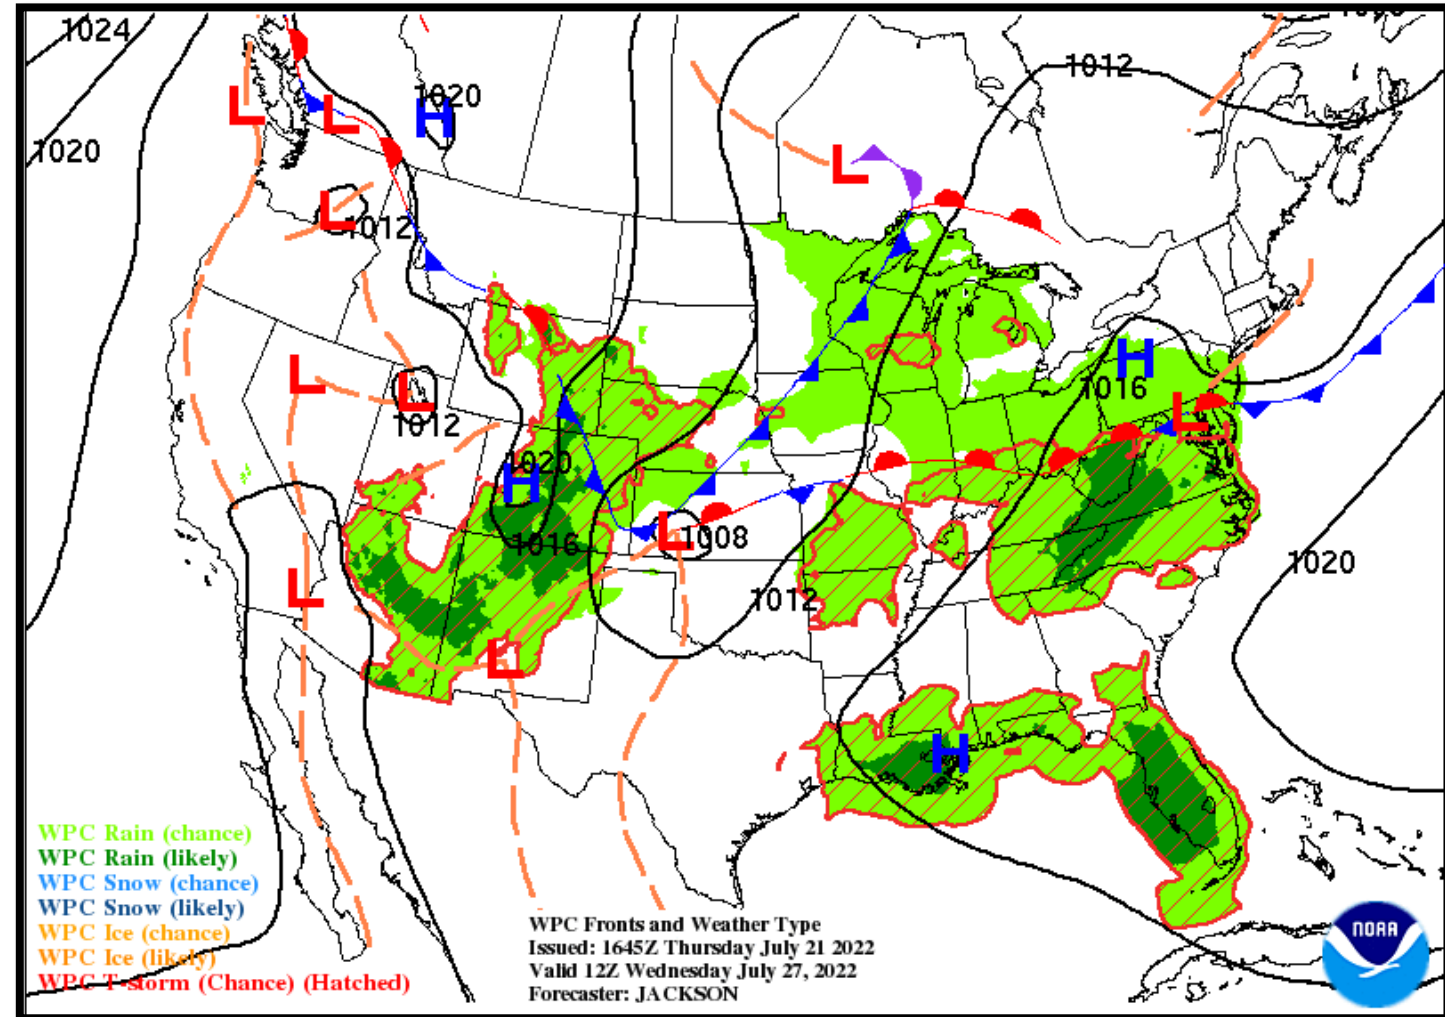 1024
1012
1020
L
L
H
1020
L
L
1012
L
H
1016
L
L
1012
L
1020
H
1016
L
1008
1020
L
1012
L
H
WPC Rain (chance)
WPC Rain (likely)
WPC Snow (chance)
WPC Snow (likely)
WPC Ice (chance)
WPC Ice (likely)
WPC T-storm (Chance) (Hatched)
WPC Fronts and Weather Type
Issued: 1645Z Thursday July 21 2022
Valid 12Z Wednesday July 27, 2022
Forecaster: JACKSON
NOAA